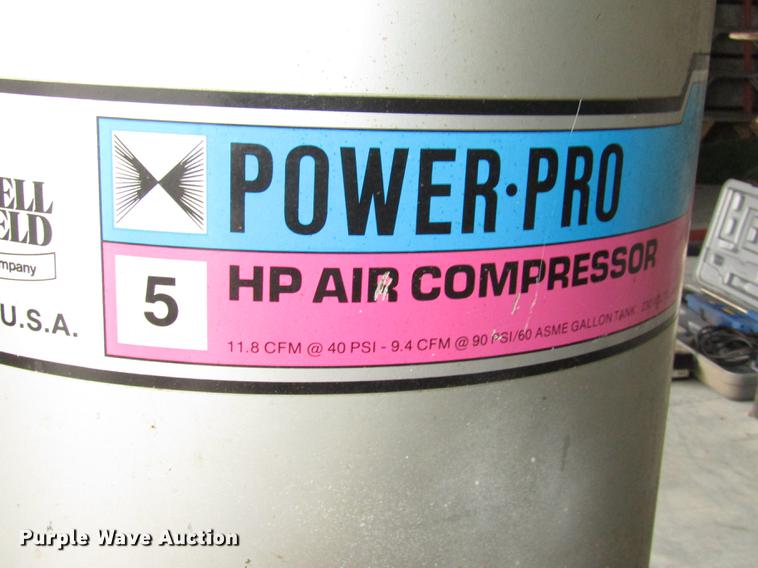 ELL
ELD
mpany
U.S.A.
POWER·PRO
5 HP AIR COMPRESSOR
11.8 CFM @ 40 PSI - 9.4 CFM @ 90 PSI/60 ASME GALLON TANK
Purple Wave Auction